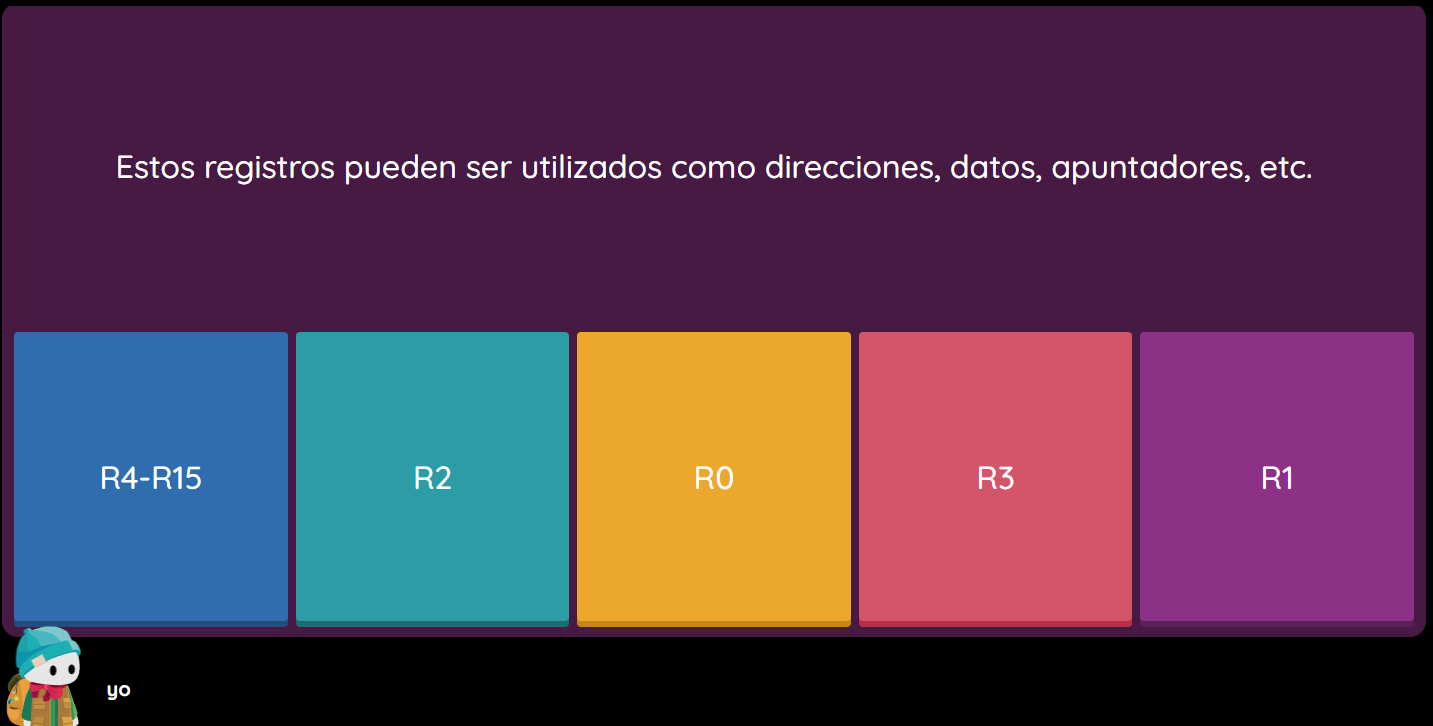 Estos registros pueden ser utilizados como direcciones, datos, apuntadores, etc.
R4-R15
R2
R0
R3
R1
yo